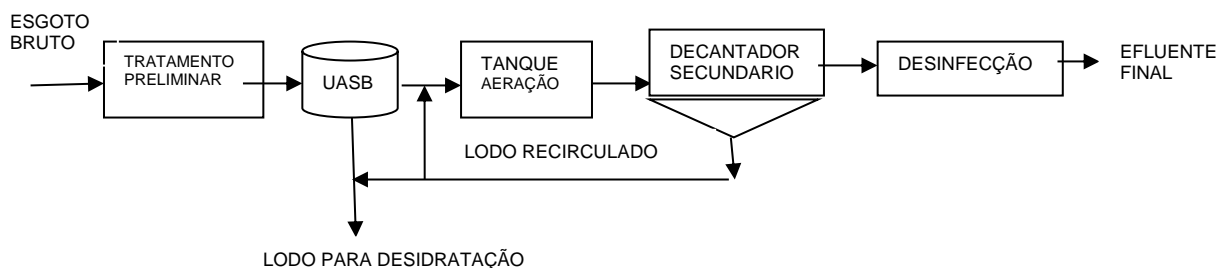 ESGOTO
BRUTO
TRATAMENTO
PRELIMINAR
UASB
TANQUE
AERAÇÃO
DECANTADOR
SECUNDARIO
DESINFECÇÃO
EFLUENTE
FINAL
LODO RECIRCULADO
LODO PARA DESIDRATAÇÃO